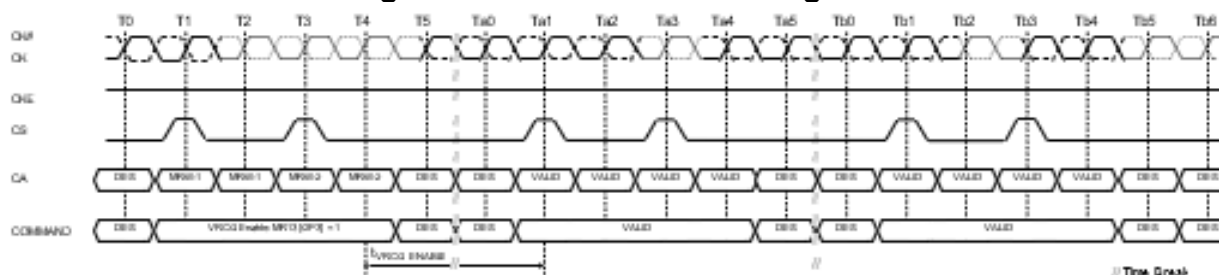 T0 T1 T2 T3 T4 T5 Ta0 Ta1 Ta2 Ta3 Ta4 Ta5 Tb0 Tb1 Tb2 Tb3 Tb4 Tb5 Tb6
CK#
CK
CKE
CS
CA DES MRW-1 MRW-1 MRW-2 MRW-2 DES DES VALID VALID VALID VALID DES DES VALID VALID VALID VALID DES DES
COMMAND DES VRCG Enable MR13 [OP3] = 1 DES DES VALID DES DES VALID DES DES
tVRCG ENABLE
Time Break